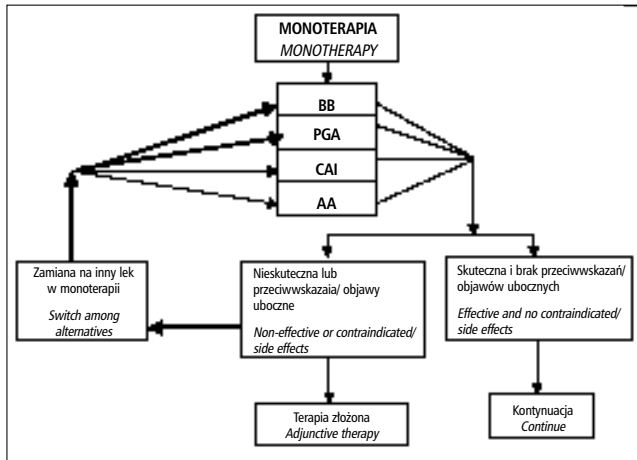 MONOTERAPIA
MONOTHERAPY
BB
PGA
CAI
AA
Zamiana na inny lek
w monoterapii
Switch among
alternatives
Nieskuteczna lub
przeciwwskazaia/ objawy
uboczne
Non-effective or contraindicated/
side effects
Skuteczna i brak przeciwwskazań/
objawów ubocznych
Effective and no contraindicated/
side effects
Terapia złożona
Adjunctive therapy
Kontynuacja
Continue